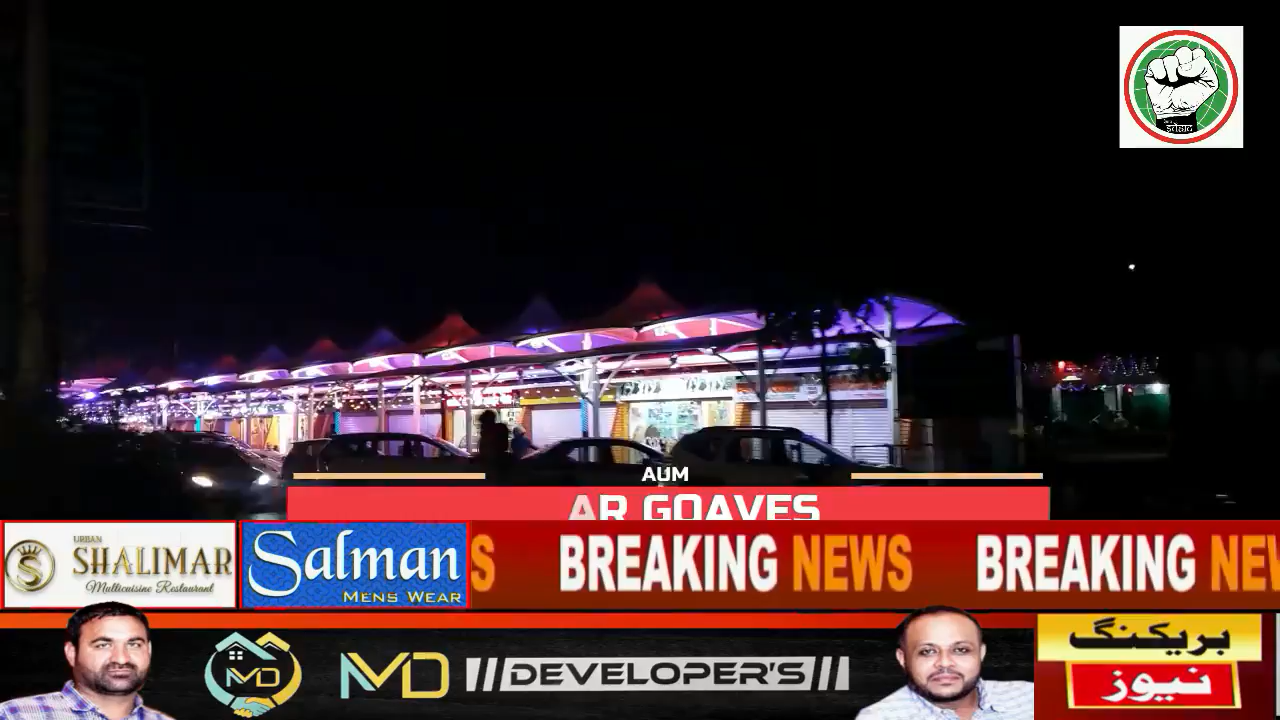 AUM
AR GOAVES
URBAN
SHALIMAR
Multicuisine Restaurant
Salman
MENS WEAR
S
BREAKING NEWS
BREAKING NEW
MD
MD
DEVELOPER'S
بریکنگ
نیوز